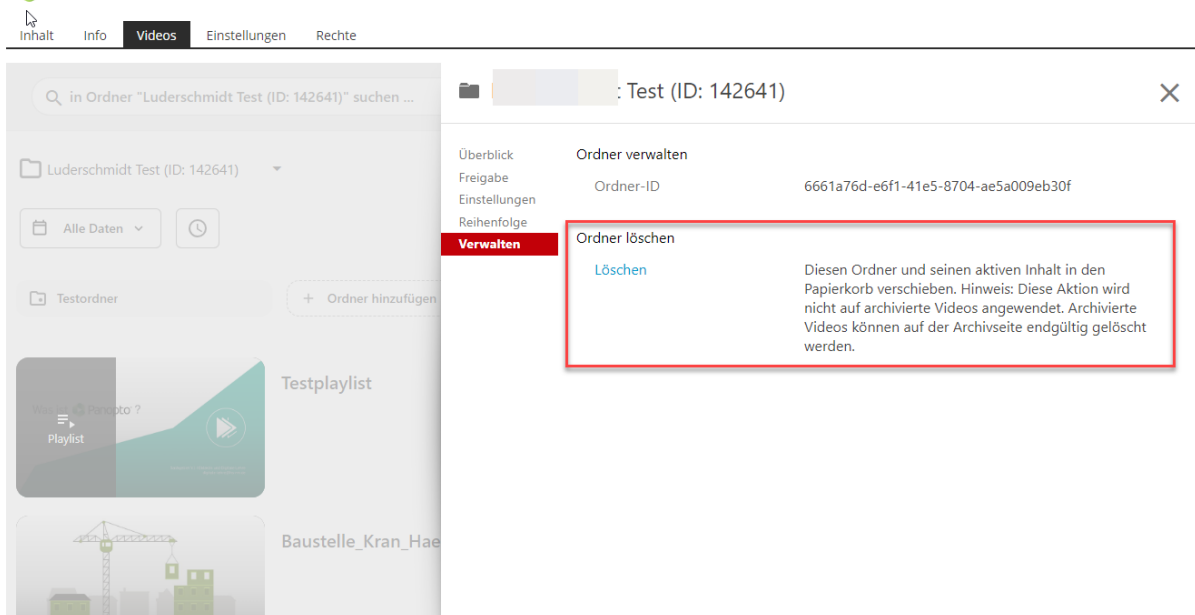 Inhalt Info Videos Einstellungen Rechte
in Ordner "Luderschmidt Test (ID: 142641)" suchen ...
Luderschmidt Test (ID: 142641)
Alle Daten
Testordner
+ Ordner hinzufügen
Testplaylist
Was ist Panopto ?
Playlist
Baustelle_Kran_Hae
: Test (ID: 142641)
Überblick
Freigabe
Einstellungen
Reihenfolge
Verwalten
Ordner verwalten
Ordner-ID 6661a76d-e6f1-41e5-8704-ae5a009eb30f
Ordner löschen
Löschen
Diesen Ordner und seinen aktiven Inhalt in den
Papierkorb verschieben. Hinweis: Diese Aktion wird
nicht auf archivierte Videos angewendet. Archivierte
Videos können auf der Archivseite endgültig gelöscht
werden.